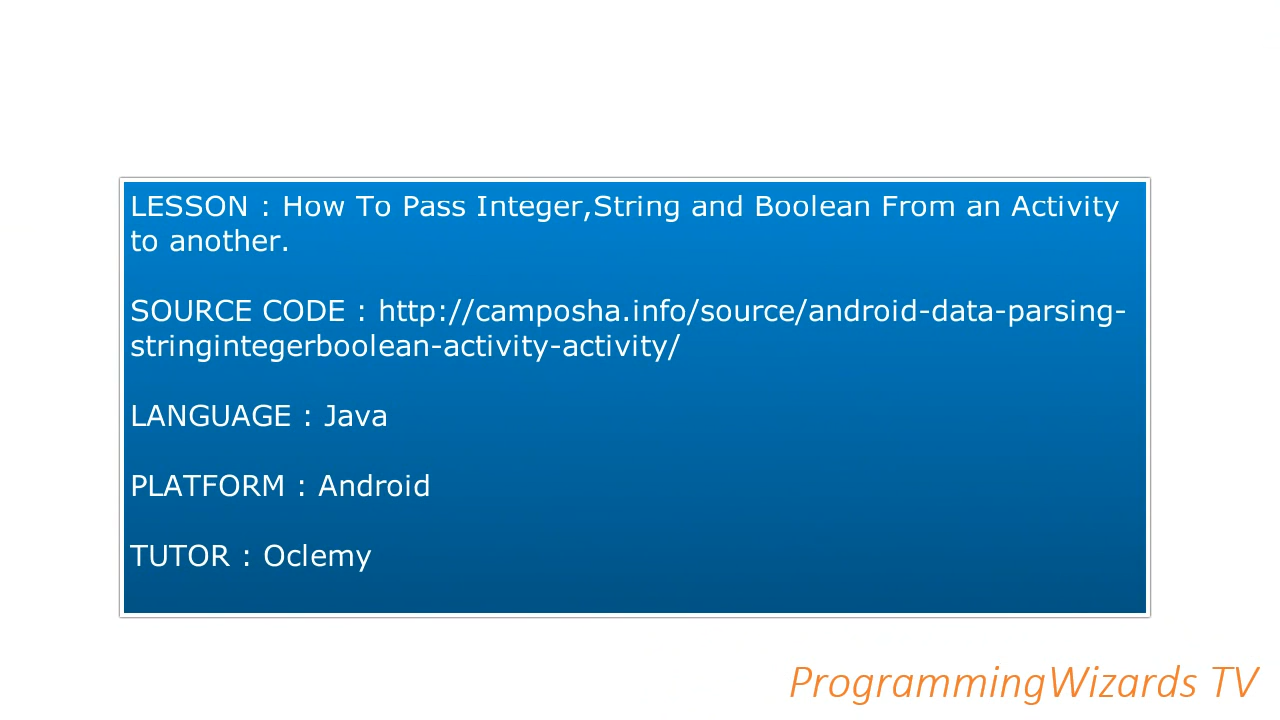 LESSON : How To Pass Integer,String and Boolean From an Activity
to another.
SOURCE CODE : http://camposha.info/source/android-data-parsing-
stringintegerboolean-activity-activity/
LANGUAGE : Java
PLATFORM : Android
TUTOR : Oclemy
ProgrammingWizards TV